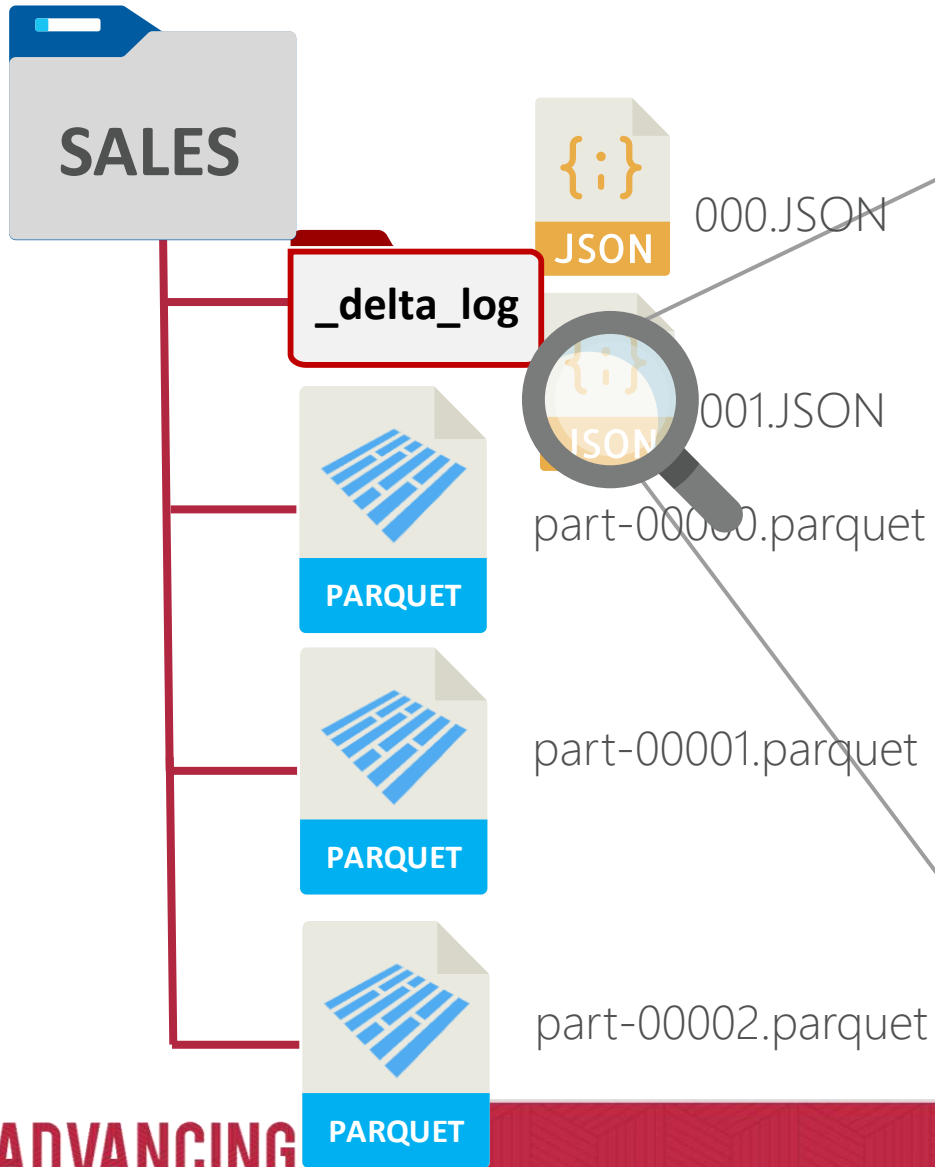 SALES
{;}
JSON
000.JSON
_delta_log
{;}
JSON
001.JSON
part-00000.parquet
PARQUET
part-00001.parquet
PARQUET
part-00002.parquet
PARQUET
ADVANCING